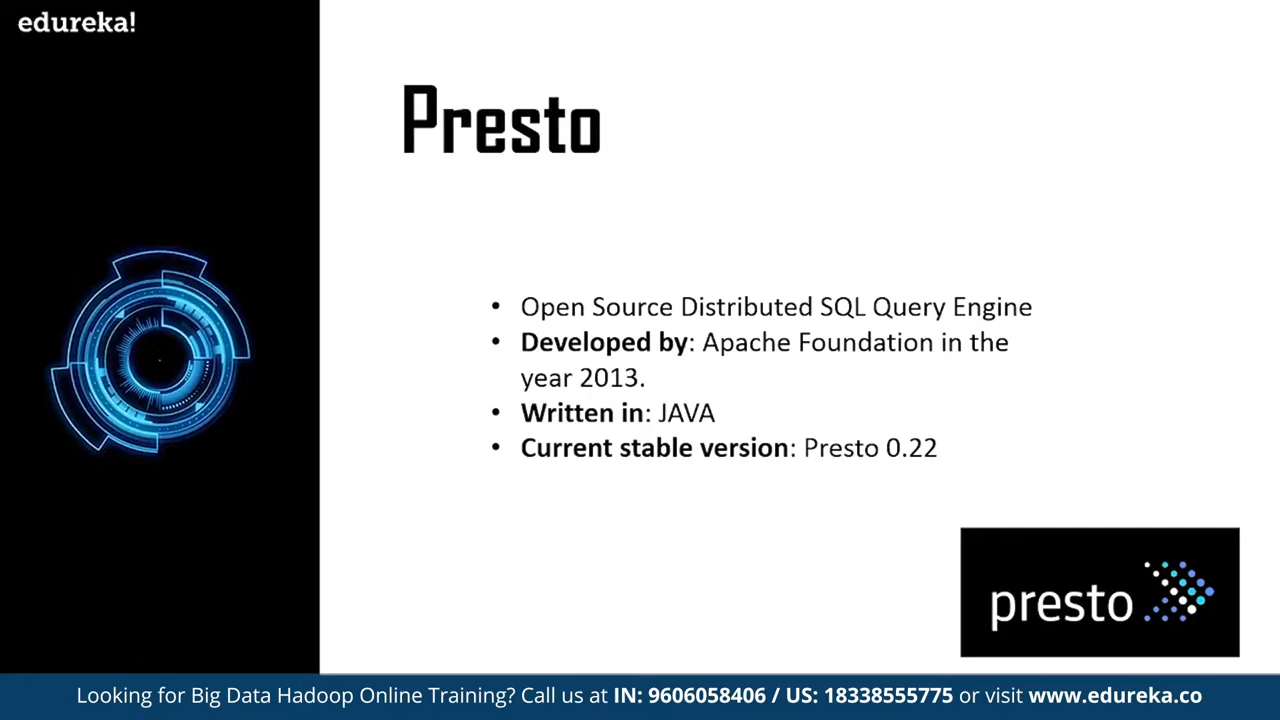 edureka!
Presto
• Open Source Distributed SQL Query Engine
• Developed by: Apache Foundation in the
year 2013.
• Written in: JAVA
• Current stable version: Presto 0.22
presto
Looking for Big Data Hadoop Online Training? Call us at IN: 9606058406 / US: 18338555775 or visit www.edureka.co